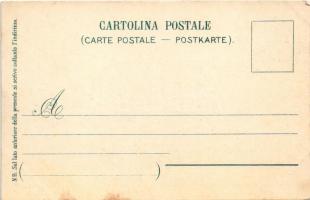 CARTOLINA POSTALE
(CARTE POSTALE — POSTKARTE).
A
N.B. Sul lato anteriore della presente si scrive soltanto l'indirizzo.